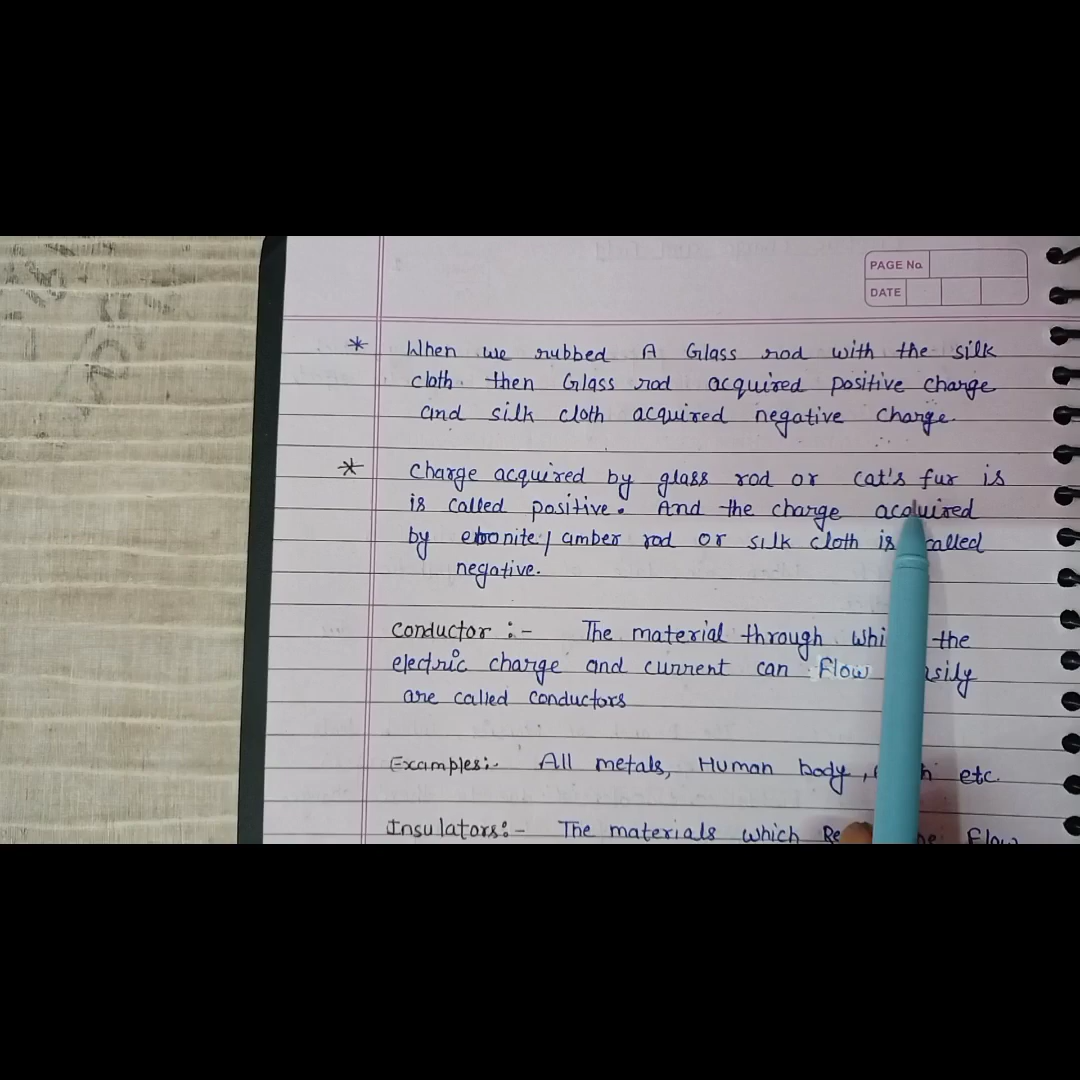 PAGE No.
DATE
* When we rubbed A Glass rod with the silk
cloth. then Glass rod acquired positive charge
and silk cloth acquired negative charge
* Charge acquired by glass rod or cat's fur is
is called positive. And the charge acquired
by ebonite/amber rod or silk cloth is called
negative.
Conductor :- The material through the
electric charge and current can flow
are called conductors
Examples:- All metals, Human body, etc.
Insulators:- The materials which flow